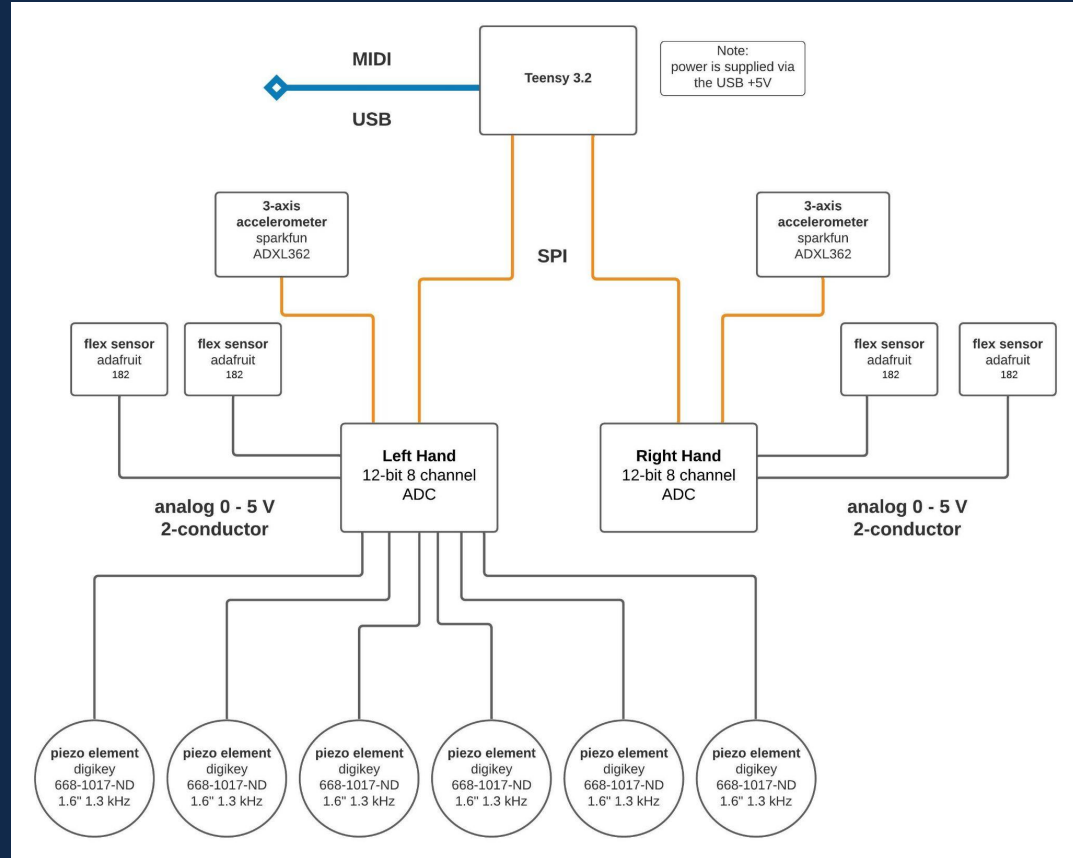 MIDI
USB
Teensy 3.2
Note:
power is supplied via
the USB +5V
3-axis
accelerometer
sparkfun
ADXL362
SPI
3-axis
accelerometer
sparkfun
ADXL362
flex sensor
adafruit
182
flex sensor
adafruit
182
flex sensor
adafruit
182
flex sensor
adafruit
182
Left Hand
12-bit 8 channel
ADC
Right Hand
12-bit 8 channel
ADC
analog 0 - 5 V
2-conductor
analog 0 - 5 V
2-conductor
piezo element
digikey
668-1017-ND
1.6" 1.3 kHz
piezo element
digikey
668-1017-ND
1.6" 1.3 kHz
piezo element
digikey
668-1017-ND
1.6" 1.3 kHz
piezo element
digikey
668-1017-ND
1.6" 1.3 kHz
piezo element
digikey
668-1017-ND
1.6" 1.3 kHz
piezo element
digikey
668-1017-ND
1.6" 1.3 kHz